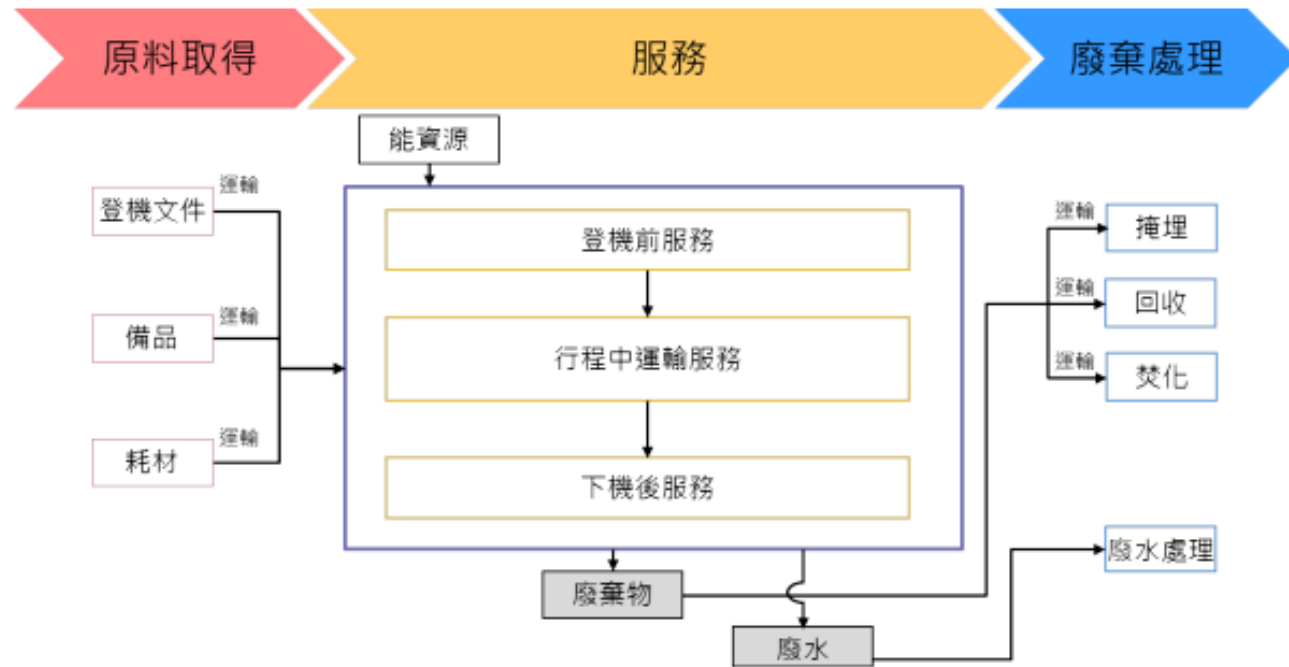 原料取得
服務
廢棄處理
能資源
登機文件
運輸
備品
運輸
耗材
運輸
登機前服務
行程中運輸服務
下機後服務
廢棄物
廢水
運輸
掩埋
運輸
回收
運輸
焚化
廢水處理